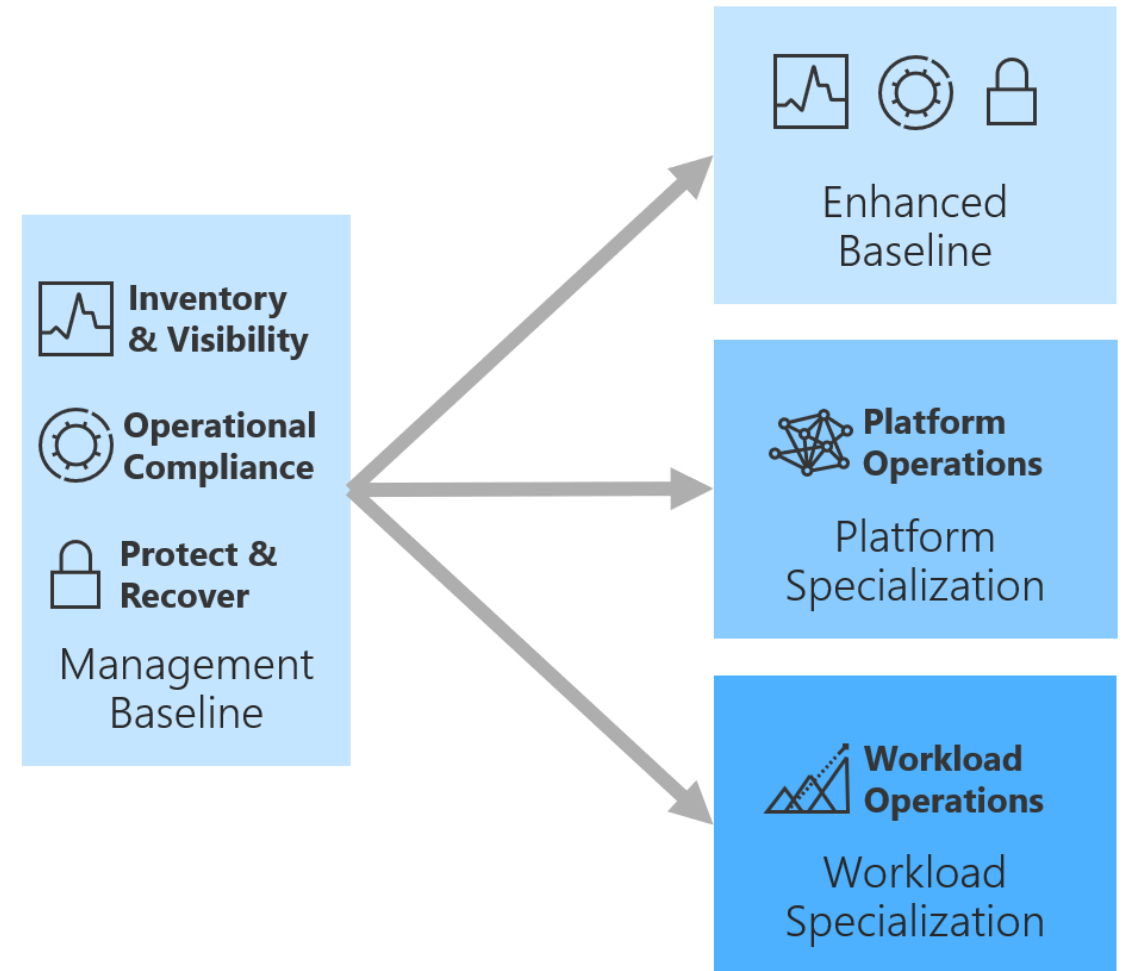 Inventory
& Visibility
Operational
Compliance
Protect &
Recover
Management
Baseline
Enhanced
Baseline
Platform
Operations
Platform
Specialization
Workload
Operations
Workload
Specialization